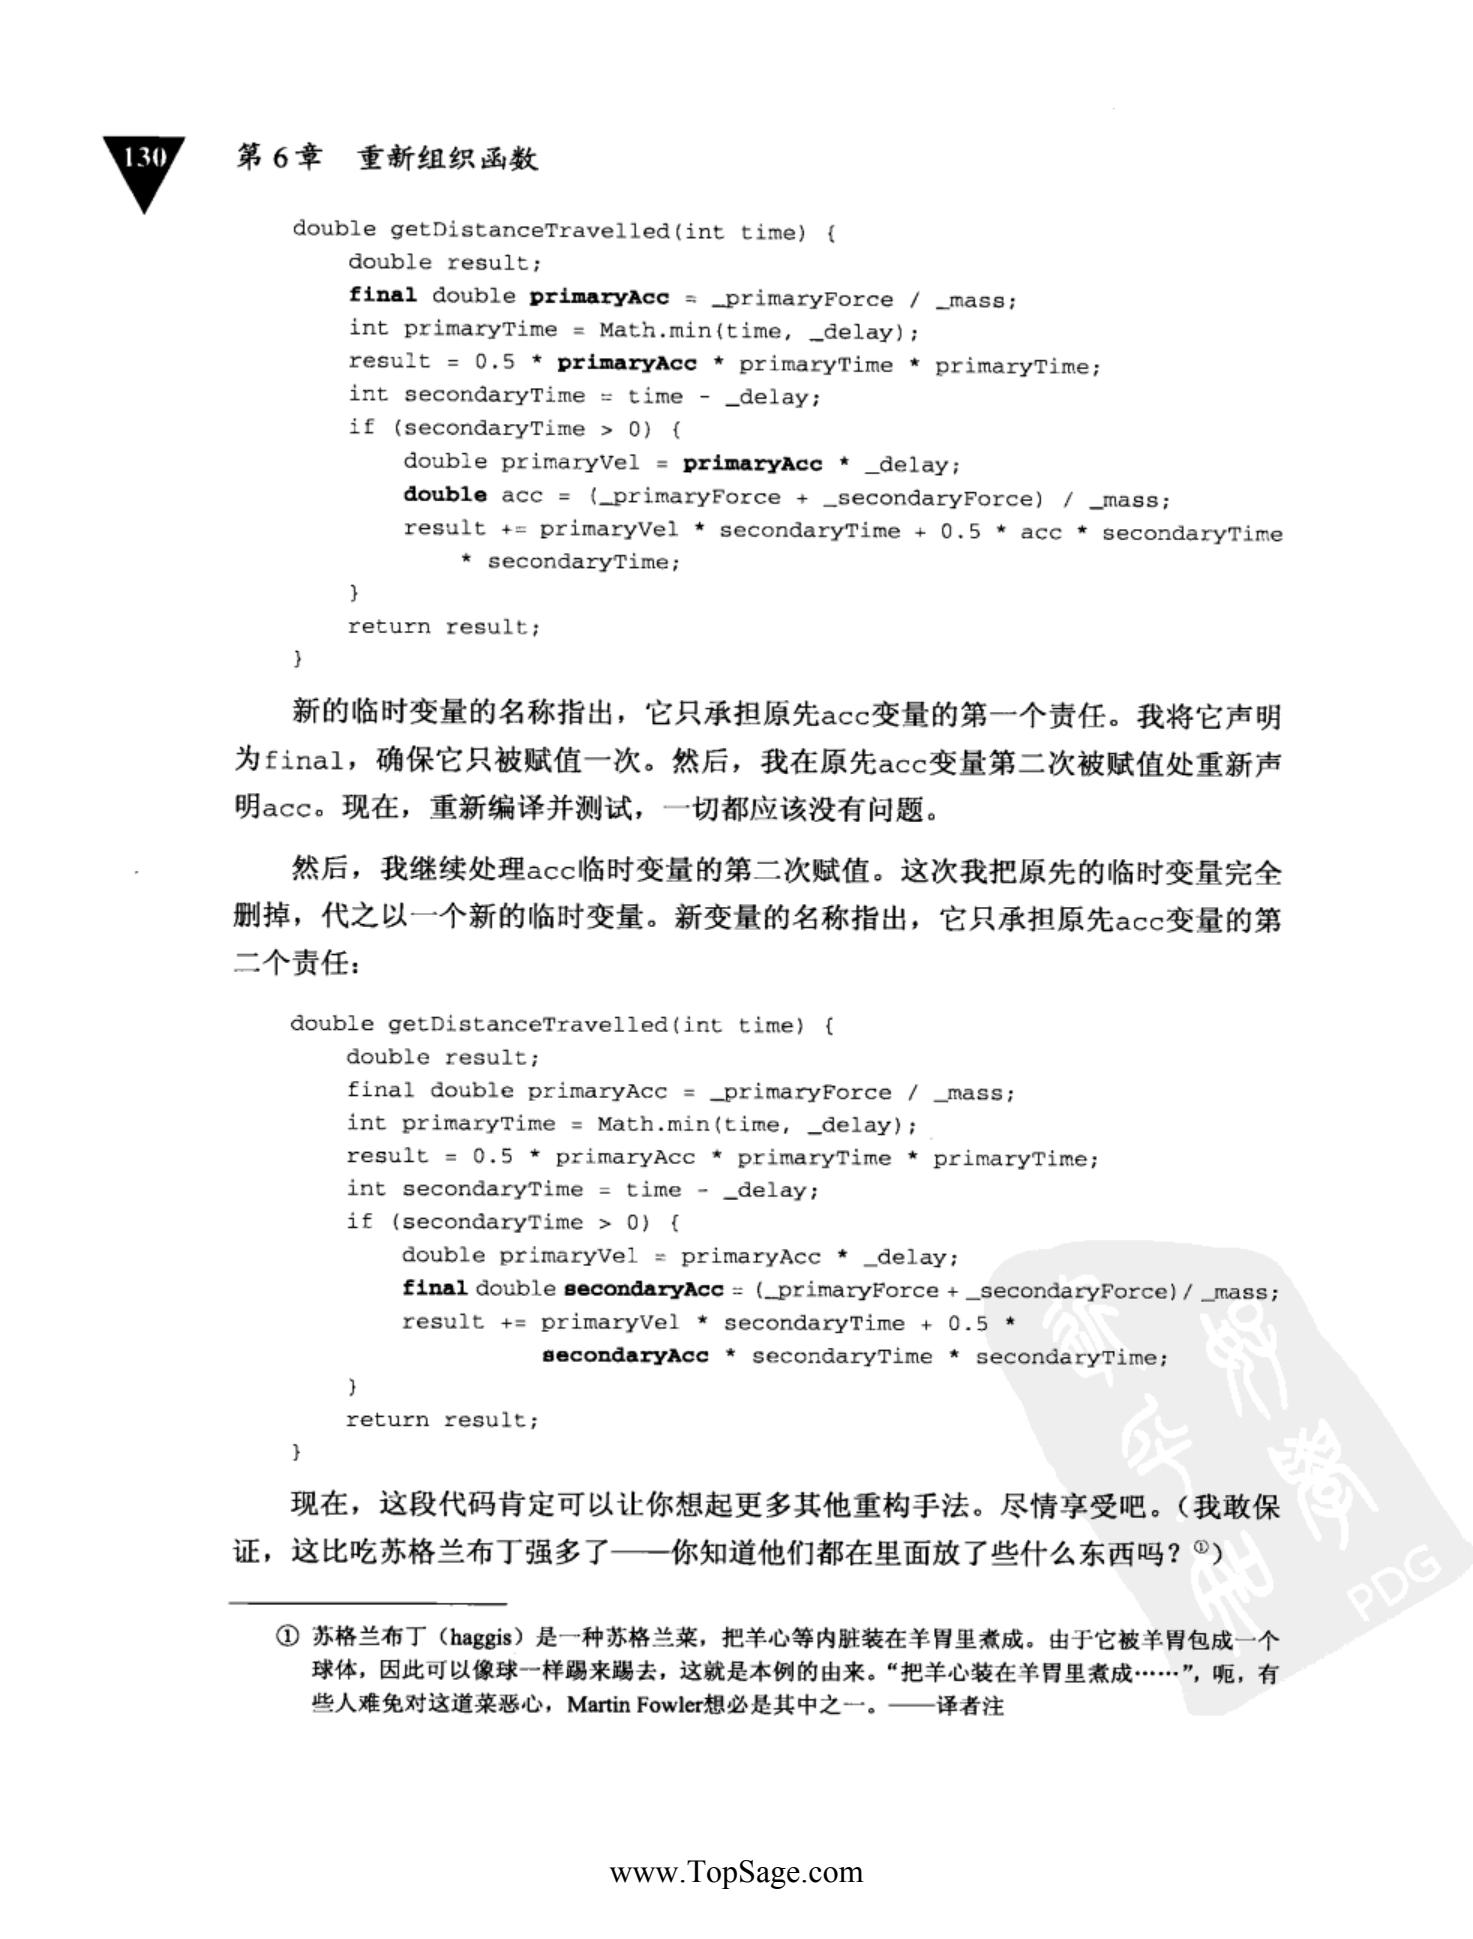 130
第6章 重新组织函数
double getDistanceTravelled(int time) {
    double result;
    final double primaryAcc = _primaryForce / _mass;
    int primaryTime = Math.min(time, _delay);
    result = 0.5 * primaryAcc * primaryTime * primaryTime;
    int secondaryTime = time - _delay;
    if (secondaryTime > 0) {
        double primaryVel = primaryAcc * _delay;
        double acc = (_primaryForce + _secondaryForce) / _mass;
        result += primaryVel * secondaryTime + 0.5 * acc * secondaryTime
            * secondaryTime;
    }
    return result;
}
新的临时变量的名称指出，它只承担原先acc变量的第一个责任。我将它声明
为final，确保它只被赋值一次。然后，我在原先acc变量第二次被赋值处重新声
明acc。现在，重新编译并测试，一切都应该没有问题。
然后，我继续处理acc临时变量的第二次赋值。这次我把原先的临时变量完全
删掉，代之以一个新的临时变量。新变量的名称指出，它只承担原先acc变量的第
二个责任：
double getDistanceTravelled(int time) {
    double result;
    final double primaryAcc = _primaryForce / _mass;
    int primaryTime = Math.min(time, _delay);
    result = 0.5 * primaryAcc * primaryTime * primaryTime;
    int secondaryTime = time - _delay;
    if (secondaryTime > 0) {
        double primaryVel = primaryAcc * _delay;
        final double secondaryAcc = (_primaryForce + _secondaryForce) / _mass;
        result += primaryVel * secondaryTime + 0.5 *
                  secondaryAcc * secondaryTime * secondaryTime;
    }
    return result;
}
现在，这段代码肯定可以让你想起更多其他重构手法。尽情享受吧。（我敢保
证，这比吃苏格兰布丁强多了——你知道他们都在里面放了些什么东西吗？①）
① 苏格兰布丁（haggis）是一种苏格兰菜，把羊心等内脏装在羊胃里煮成。由于它被羊胃包成一个
球体，因此可以像球一样踢来踢去，这就是本例的由来。“把羊心装在羊胃里煮成……”，呃，有
些人难免对这道菜恶心，Martin Fowler想必是其中之一。——译者注
PDG
www.TopSage.com